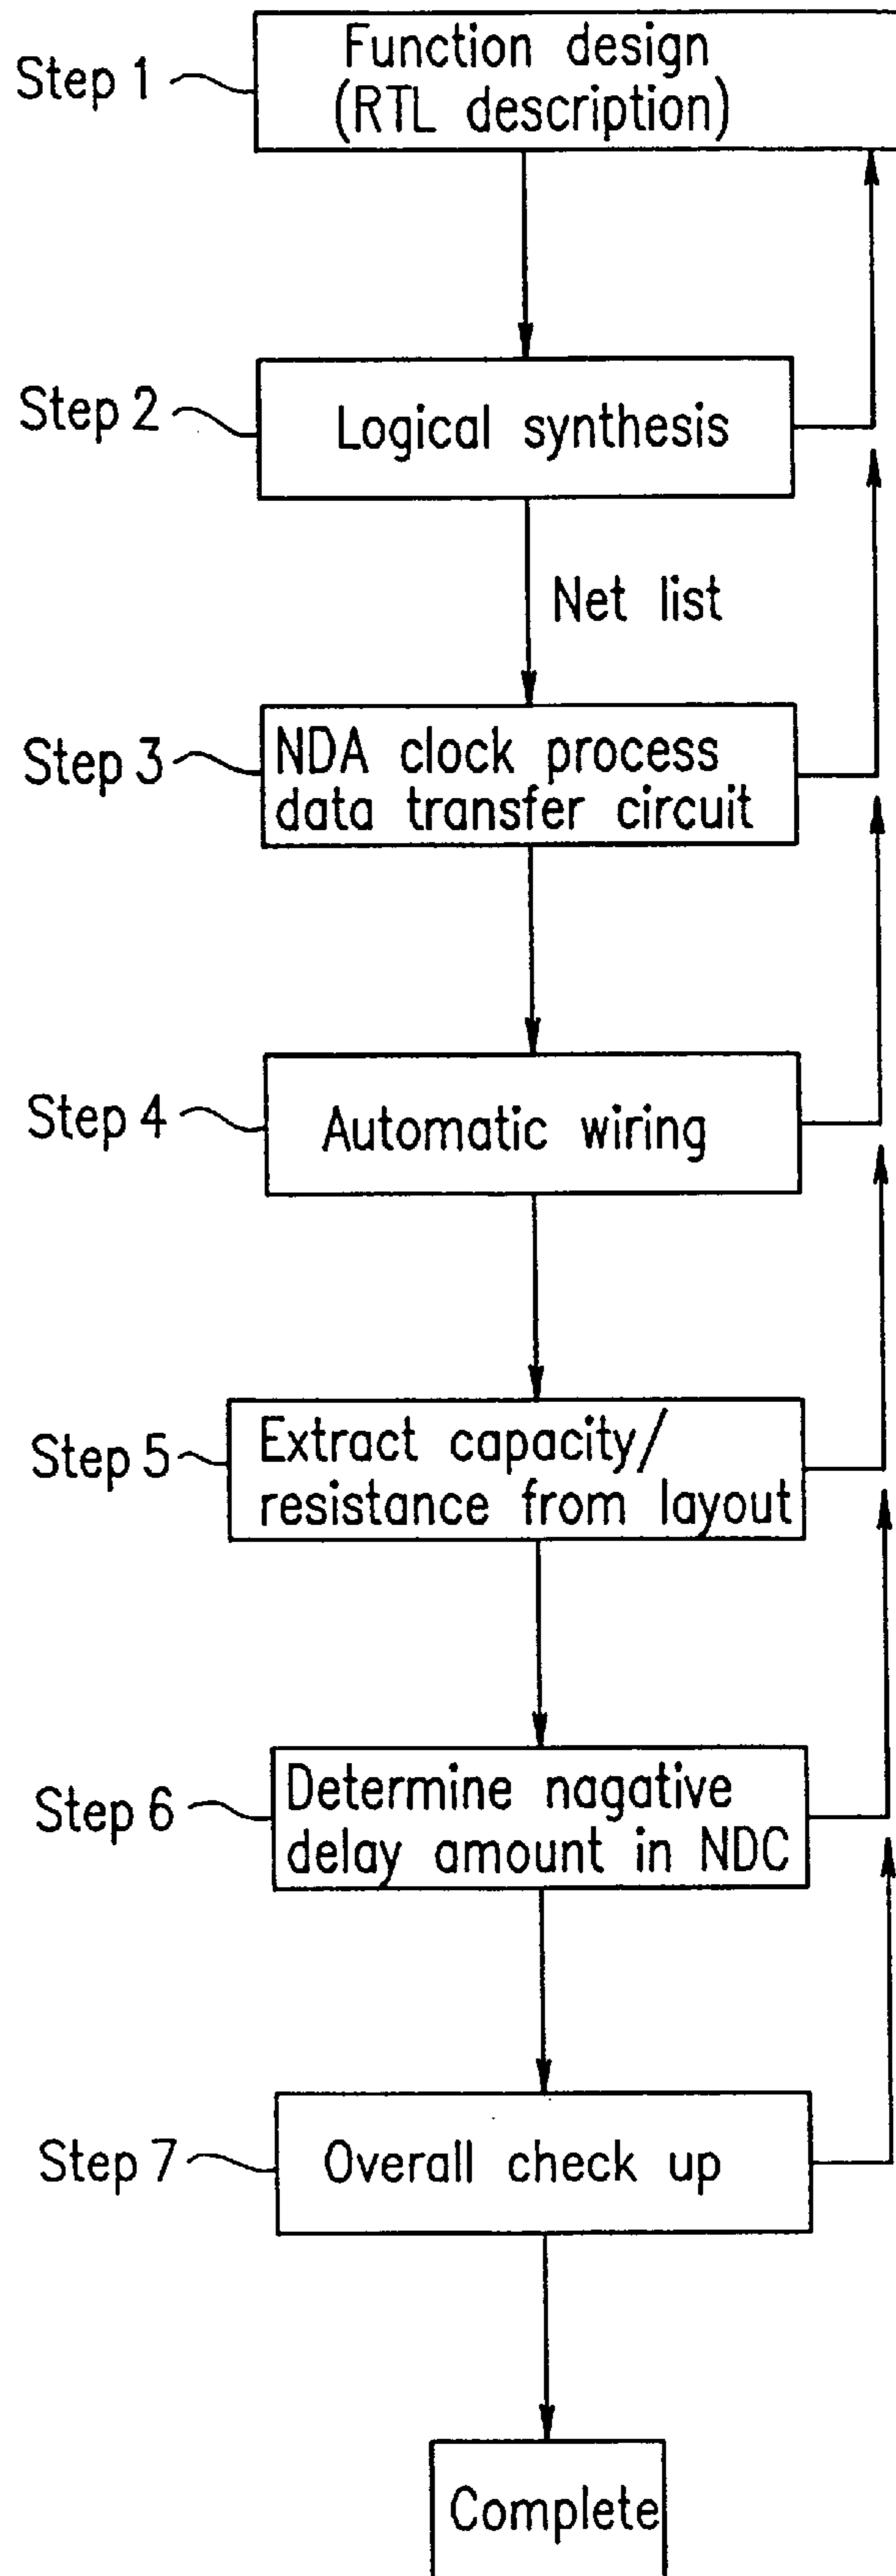 Step 1
Function design
(RTL description)
Step 2
Logical synthesis
Net list
Step 3
NDA clock process
data transfer circuit
Step 4
Automatic wiring
Step 5
Extract capacity/
resistance from layout
Step 6
Determine nagative
delay amount in NDC
Step 7
Overall check up
Complete